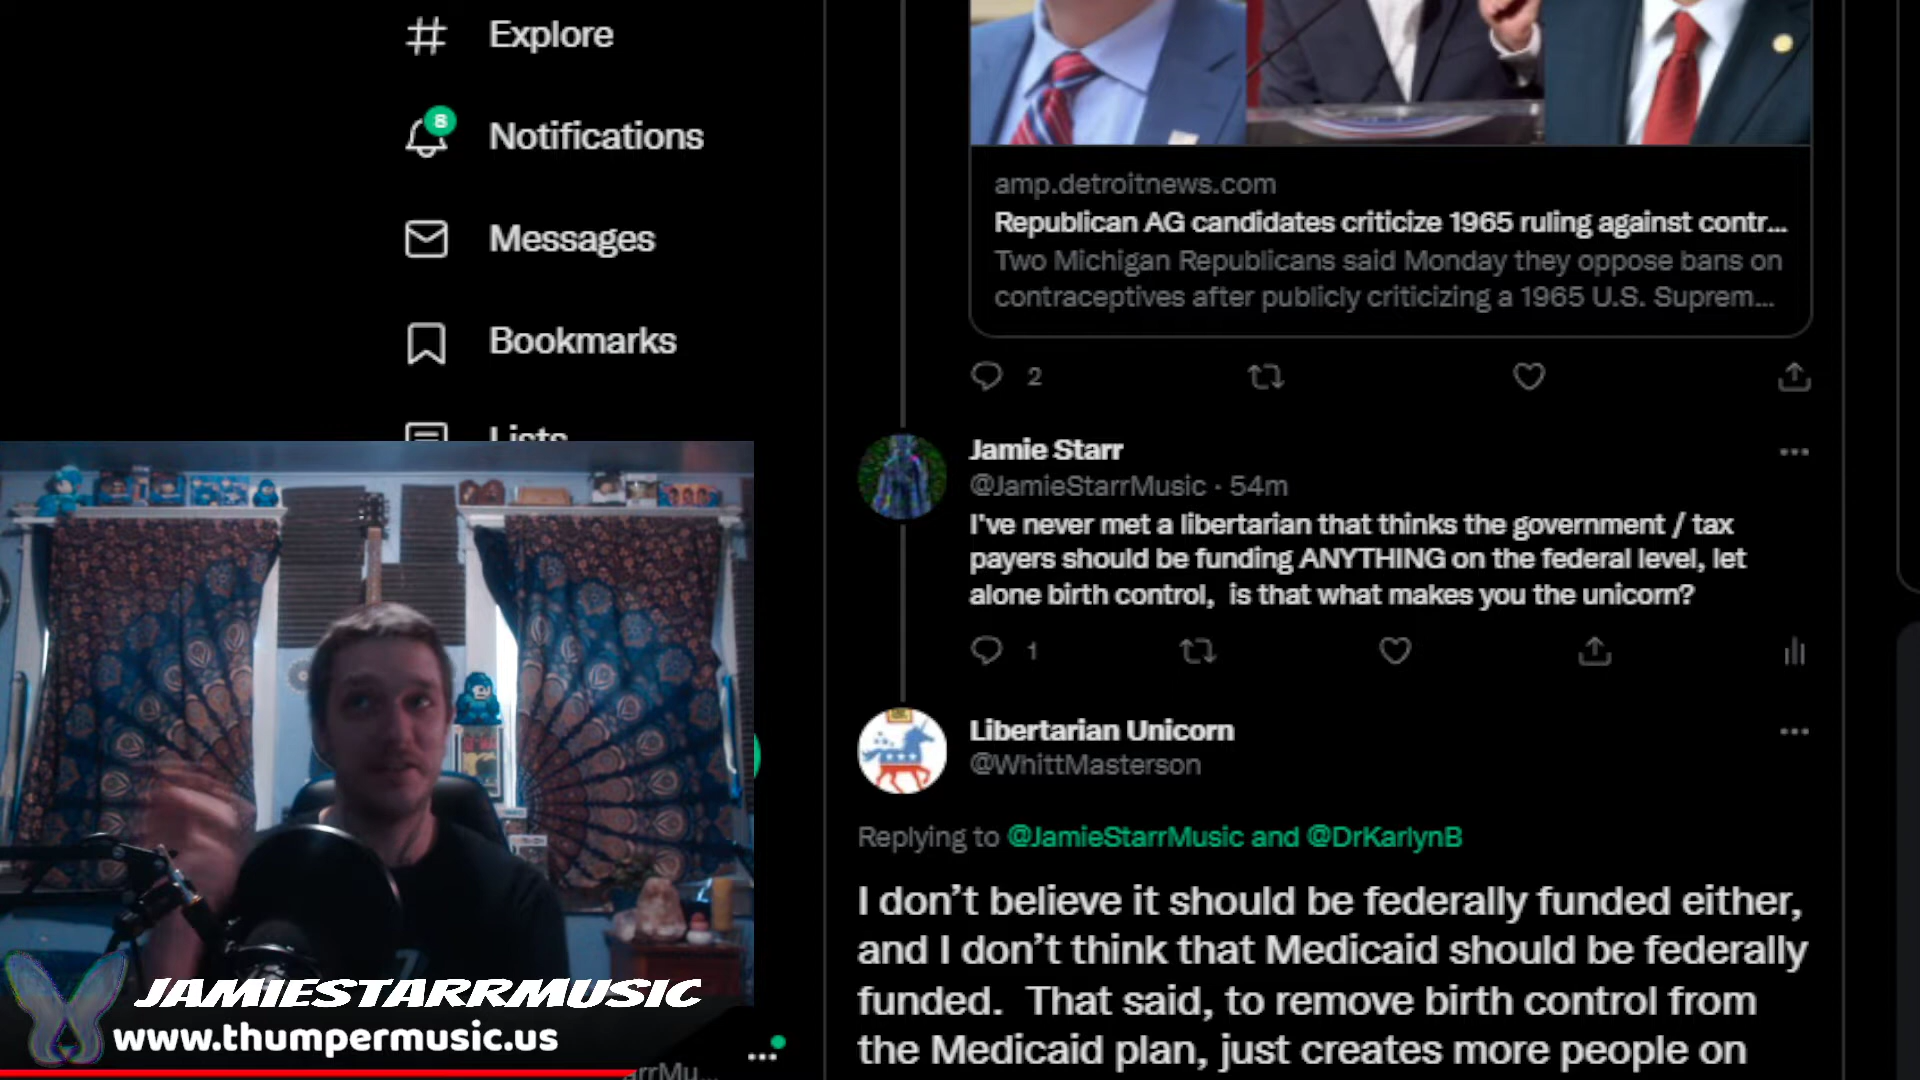 Explore
8
Notifications
Messages
Bookmarks
Lists
amp.detroitnews.com
Republican AG candidates criticize 1965 ruling against contr...
Two Michigan Republicans said Monday they oppose bans on
contraceptives after publicly criticizing a 1965 U.S. Suprem...
2
Jamie Starr
@JamieStarrMusic · 54m
I've never met a libertarian that thinks the government / tax
payers should be funding ANYTHING on the federal level, let
alone birth control,  is that what makes you the unicorn?
1
Libertarian Unicorn
@WhittMasterson
Replying to @JamieStarrMusic and @DrKarlynB
I don't believe it should be federally funded either,
and I don't think that Medicaid should be federally
funded.  That said, to remove birth control from
the Medicaid plan, just creates more people on
JAMIESTARRMUSIC
www.thumpermusic.us
arrMu...